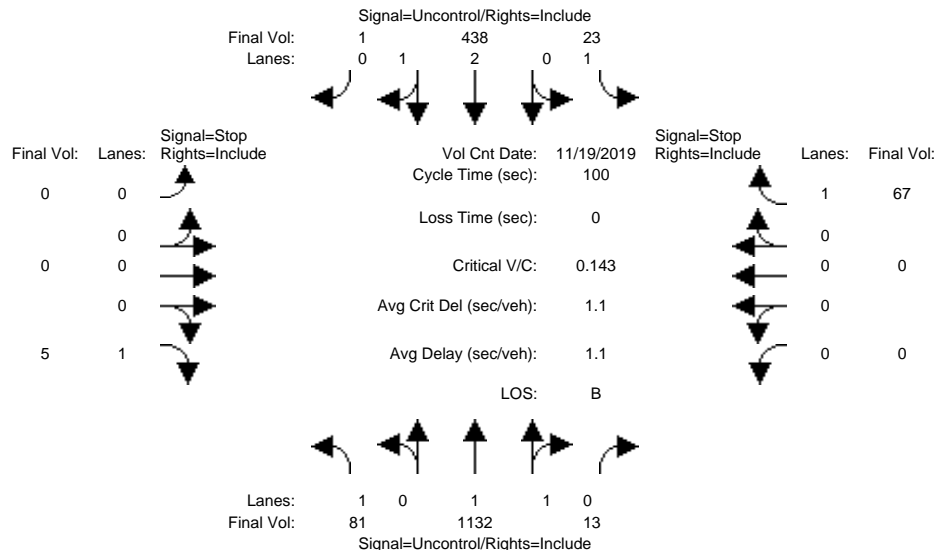 Signal=Uncontrol/Rights=Include
Final Vol: 1 438 23
Lanes: 0 1 2 0 1
Signal=Stop Signal=Stop
Final Vol: Lanes: Rights=Include Vol Cnt Date: 11/19/2019 Rights=Include Lanes: Final Vol:
Cycle Time (sec): 100
0 0 1 67
Loss Time (sec): 0
0 0
0 0 Critical V/C: 0.143 0 0
0 Avg Crit Del (sec/veh): 1.1 0
5 1 Avg Delay (sec/veh): 1.1 0 0
LOS: B
Lanes: 1 0 1 1 0
Final Vol: 81 1132 13
Signal=Uncontrol/Rights=Include